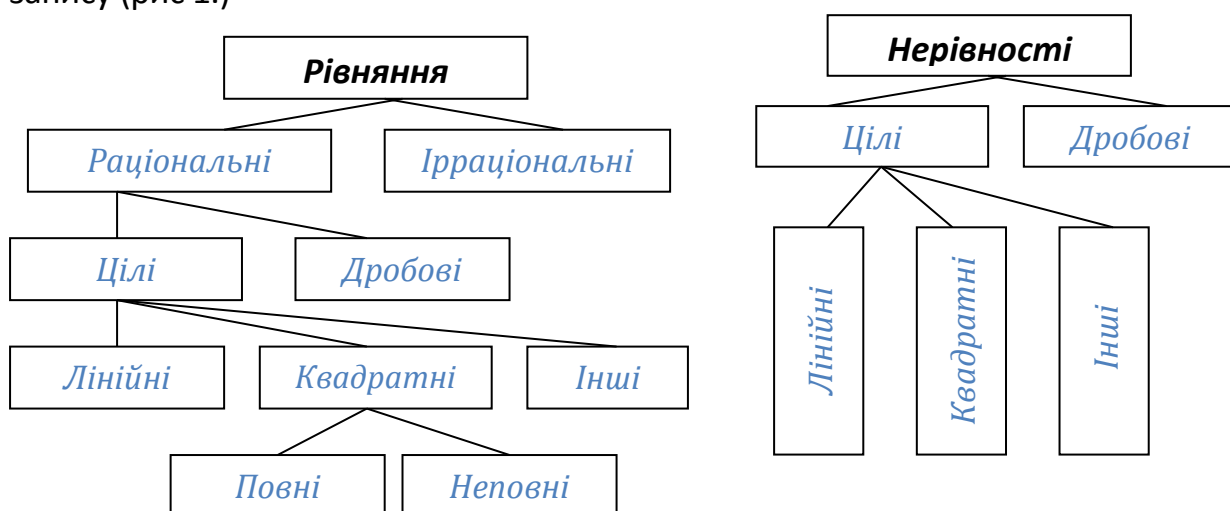 запису (рис 1.)
Рівняння
Раціональні
Ірраціональні
Цілі
Дробові
Лінійні
Квадратні
Інші
Повні
Неповні
Нерівності
Цілі
Дробові
Лінійні
Квадратні
Інші